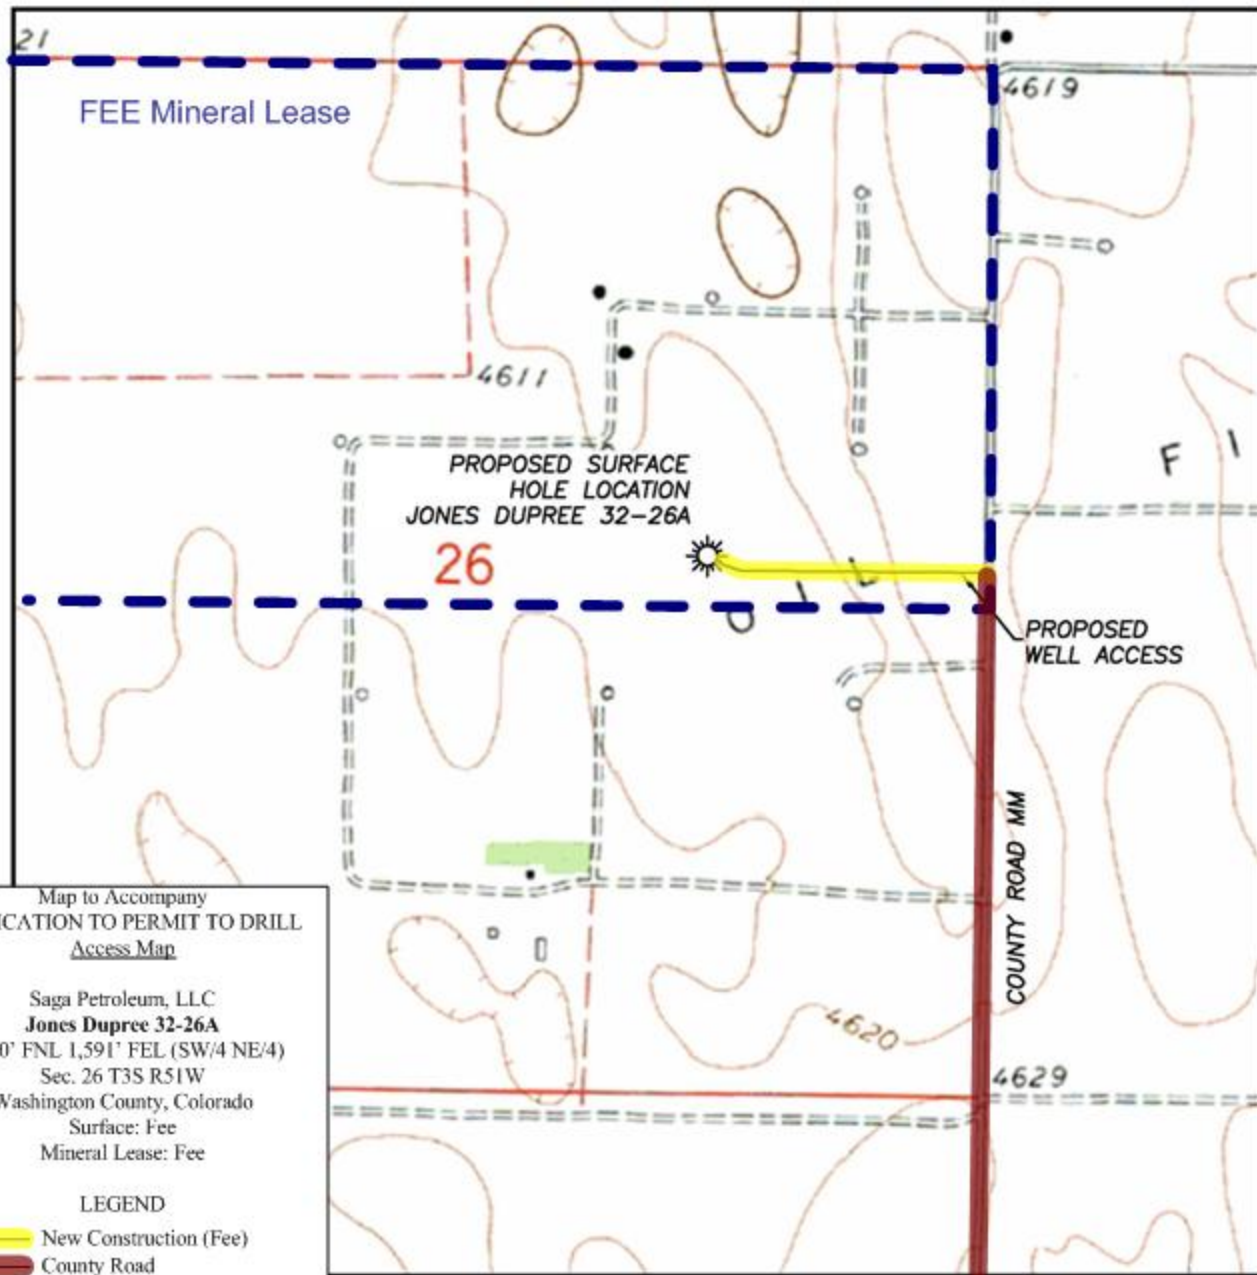 21
FEE Mineral Lease
4619
4611
F I
PROPOSED SURFACE
HOLE LOCATION
JONES DUPREE 32-26A
26
O I L
PROPOSED
WELL ACCESS
COUNTY ROAD MM
4620
4629
Map to Accompany
ICATION TO PERMIT TO DRILL
Access Map
Saga Petroleum, LLC
Jones Dupree 32-26A
0' FNL 1,591' FEL (SW/4 NE/4)
Sec. 26 T3S R51W
Washington County, Colorado
Surface: Fee
Mineral Lease: Fee
LEGEND
New Construction (Fee)
County Road